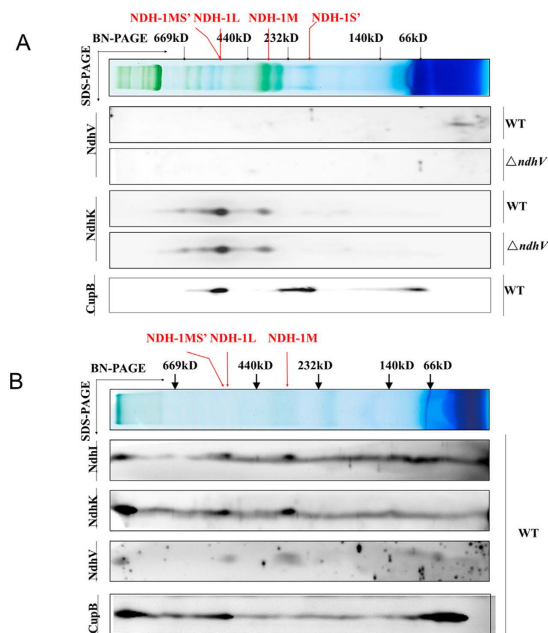 A
NDH-1MS' NDH-1L NDH-1M NDH-1S'
BN-PAGE 669kD 440kD 232kD 140kD 66kD
SDS-PAGE
NdhV
WT
△ndhV
NdhK
WT
△ndhV
CupB
WT
B
NDH-1MS' NDH-1L NDH-1M
BN-PAGE 669kD 440kD 232kD 140kD 66kD
SDS-PAGE
NdhI
NdhK
NdhV
CupB
WT